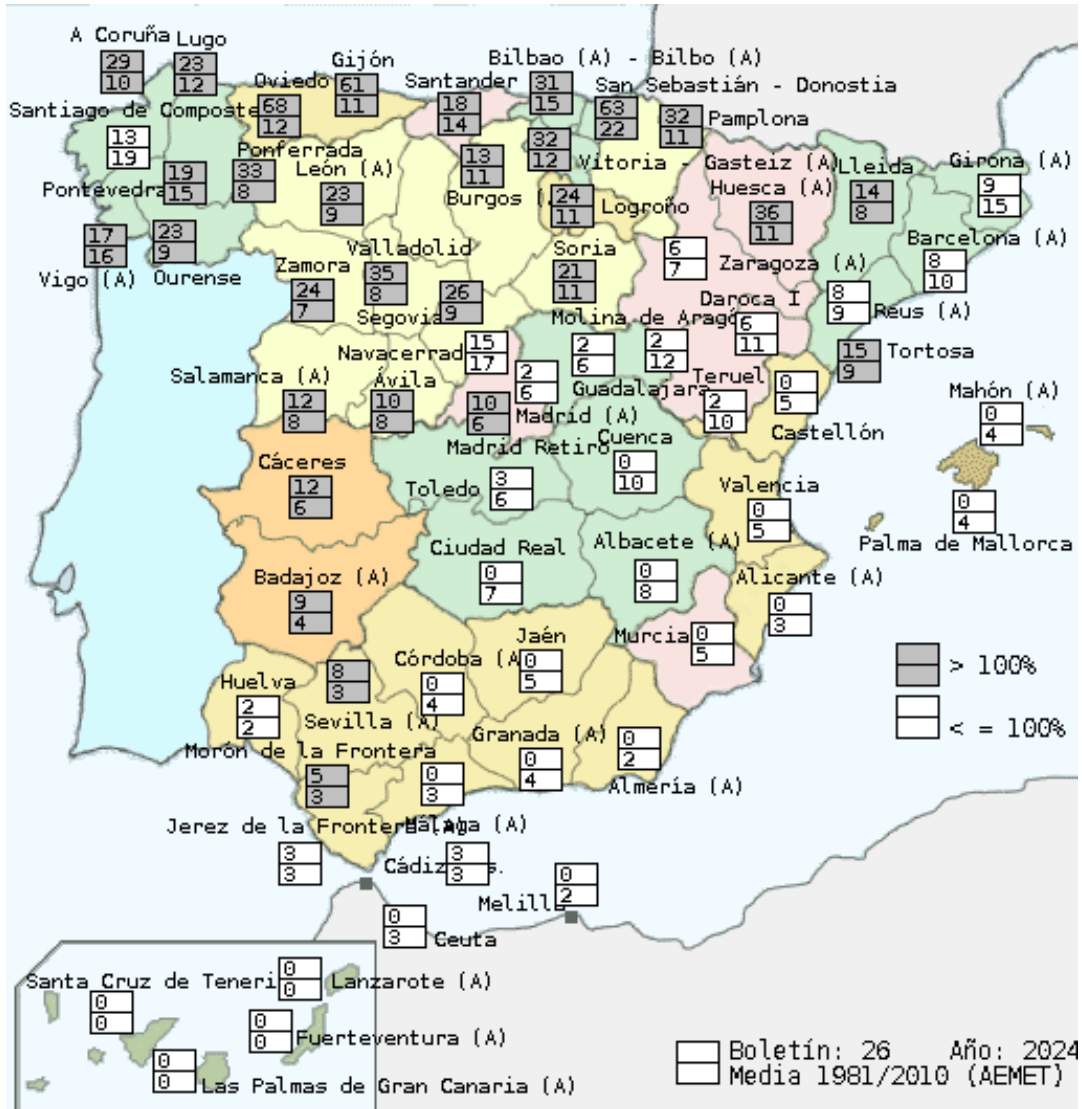 A Coruña
29
10
Lugo
23
12
Gijón
61
11
Oviedo
68
12
Santander
18
14
Bilbao (A) - Bilbo (A)
31
15
San Sebastián - Donostia
63
22
32
11
Pamplona
Santiago de Composte
13
19
Ponferrada
33
8
León (A)
23
9
13
11
Burgos (
32
12
Vitoria - Gasteiz (A)
Huesca (A)
36
11
Lleida
14
8
Girona (A)
9
15
Pontevedra
19
15
24
11
Logroño
17
16
Vigo (A)
23
9
Ourense
Valladolid
35
8
Zamora
24
7
Soria
21
11
6
7
Zaragoza (A)
Barcelona (A)
8
10
Segovia
26
9
Molina de Aragó
2
12
Daroca I
6
11
8
9
Reus (A)
15
9
Tortosa
Navacerrad
15
17
2
6
Guadalajara
2
6
Teruel
2
10
0
5
Castellón
Mahón (A)
0
4
Salamanca (A)
12
8
Ávila
10
8
10
6
Madrid (A)
Madrid Retiro
Cuenca
0
10
Cáceres
12
6
Toledo
3
6
Valencia
0
5
0
4
Palma de Mallorca
Ciudad Real
0
7
Albacete (A)
0
8
Alicante (A)
0
3
Badajoz (A)
9
4
Murcia
0
5
Jaén
0
5
Córdoba (A
0
4
8
3
Sevilla (A)
Huelva
2
2
> 100%
< = 100%
Granada (A)
0
4
0
2
Almería (A)
Morón de la Frontera
5
3
0
3
Málaga (A)
Jerez de la Frontera
3
3
Cádiz
s.
3
3
Melilla
0
2
0
3
Ceuta
Santa Cruz de Teneri
0
0
0
0
Lanzarote (A)
0
0
Fuerteventura (A)
0
0
Las Palmas de Gran Canaria (A)
Boletín: 26 Año: 2024
Media 1981/2010 (AEMET)